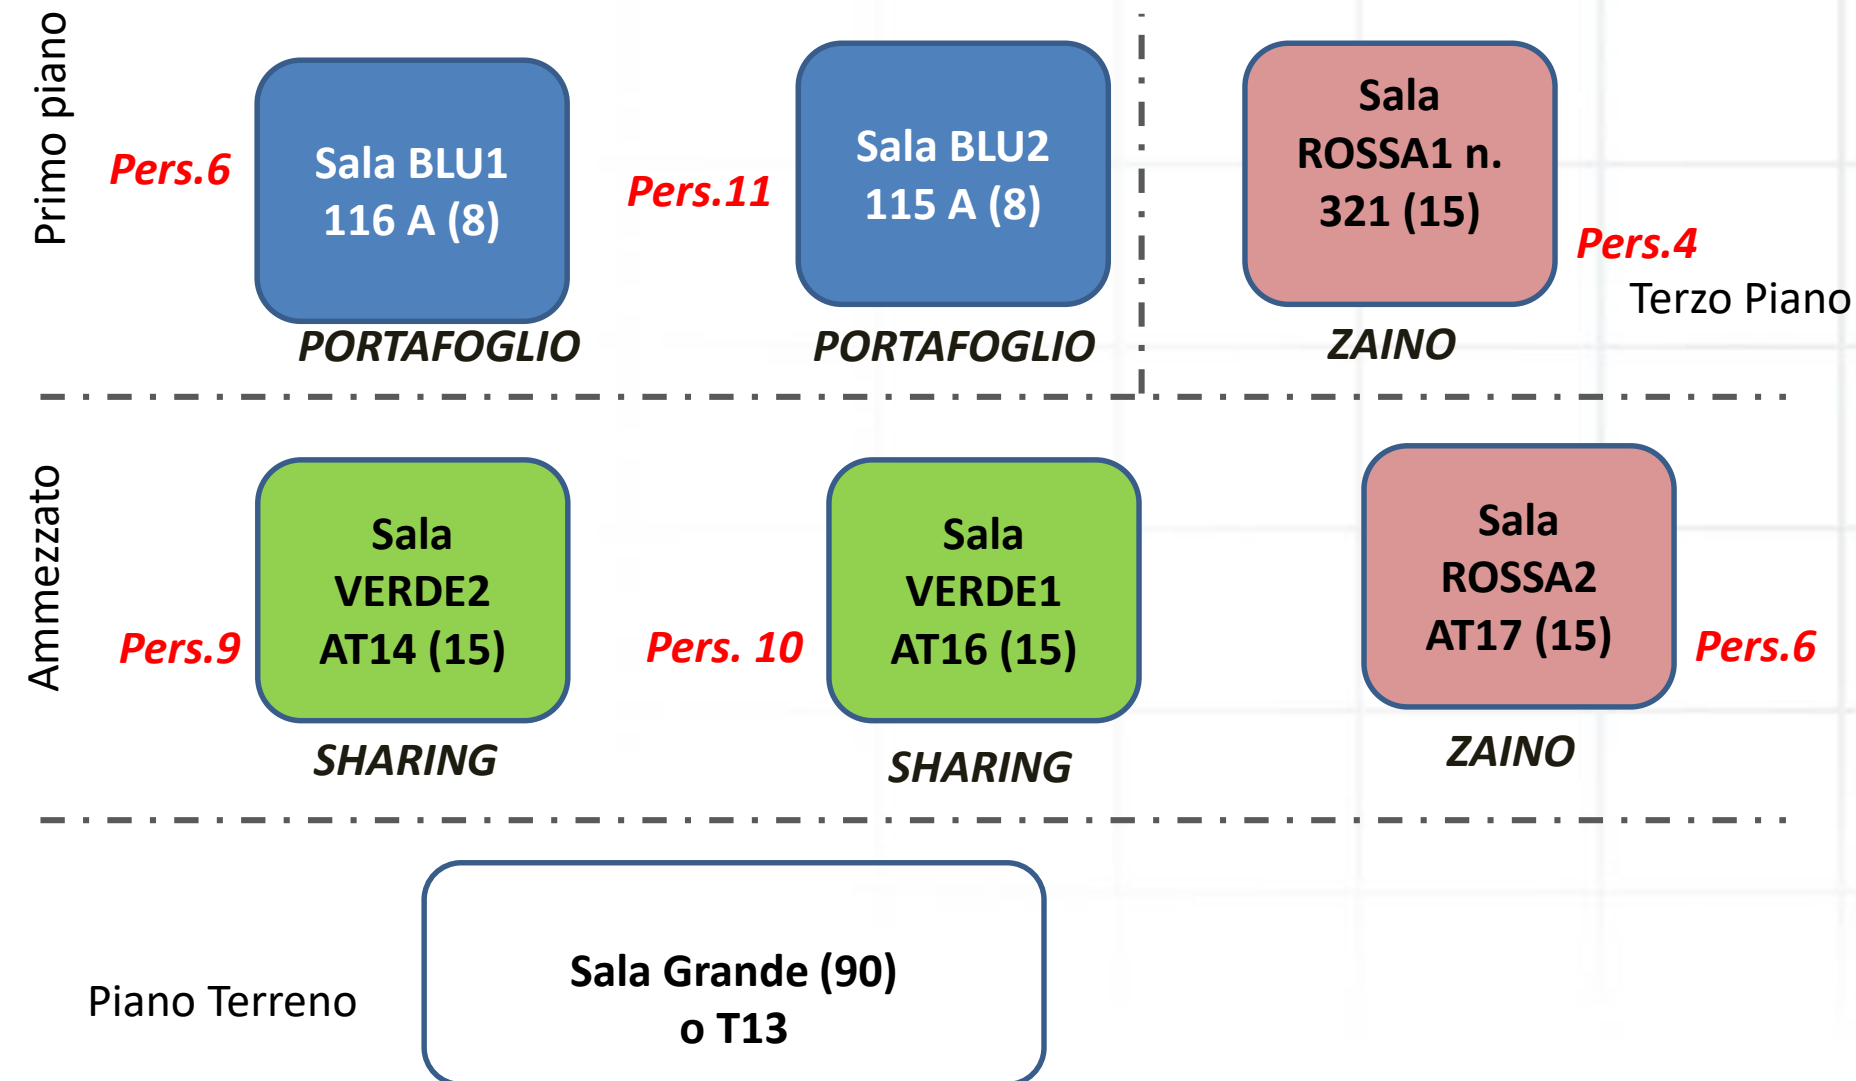 Primo piano
Pers.6
Sala BLU1
116 A (8)
PORTAFOGLIO
Pers.11
Sala BLU2
115 A (8)
PORTAFOGLIO
Sala
ROSSA1 n.
321 (15)
Pers.4
Terzo Piano
ZAINO
Ammezzato
Pers.9
Sala
VERDE2
AT14 (15)
SHARING
Pers. 10
Sala
VERDE1
AT16 (15)
SHARING
Sala
ROSSA2
AT17 (15)
Pers.6
ZAINO
Piano Terreno
Sala Grande (90)
o T13